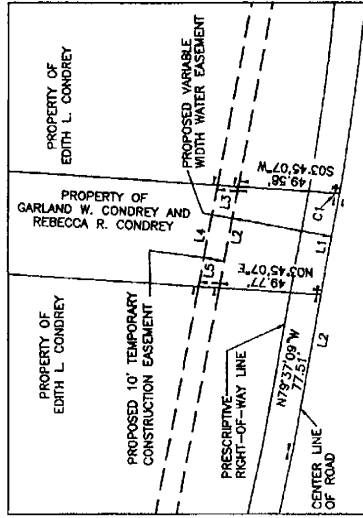 PROPERTY OF
EDITH L. CONDREY
PROPERTY OF
GARLAND W. CONDREY AND
REBECCA R. CONDREY
PROPERTY OF
EDITH L. CONDREY
PROPOSED VARIABLE
WIDTH WATER EASEMENT
PROPOSED 10' TEMPORARY
CONSTRUCTION EASEMENT
L5
L4
L2
L3
N03°45'07"E
49.77'
S03°45'07"W
49.58'
PRESCRIPTIVE
RIGHT-OF-WAY LINE
N79°37'09"W
77.51'
L2
L1
C1
CENTER LINE
OF ROAD